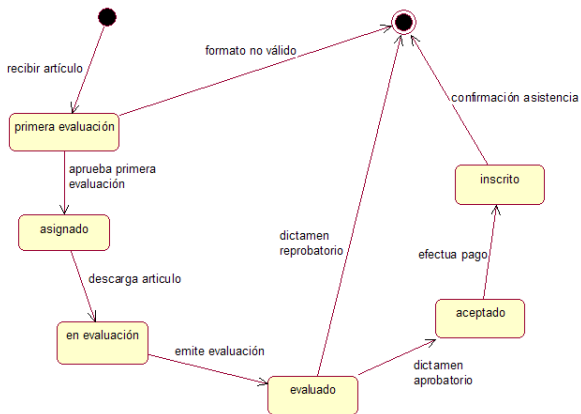 formato no válido
recibir artículo
confirmación asistencia
primera evaluación
aprueba primera
evaluación
inscrito
asignado
dictamen
reprobatorio
efectua pago
descarga articulo
aceptado
en evaluación
emite evaluación
dictamen
aprobatorio
evaluado